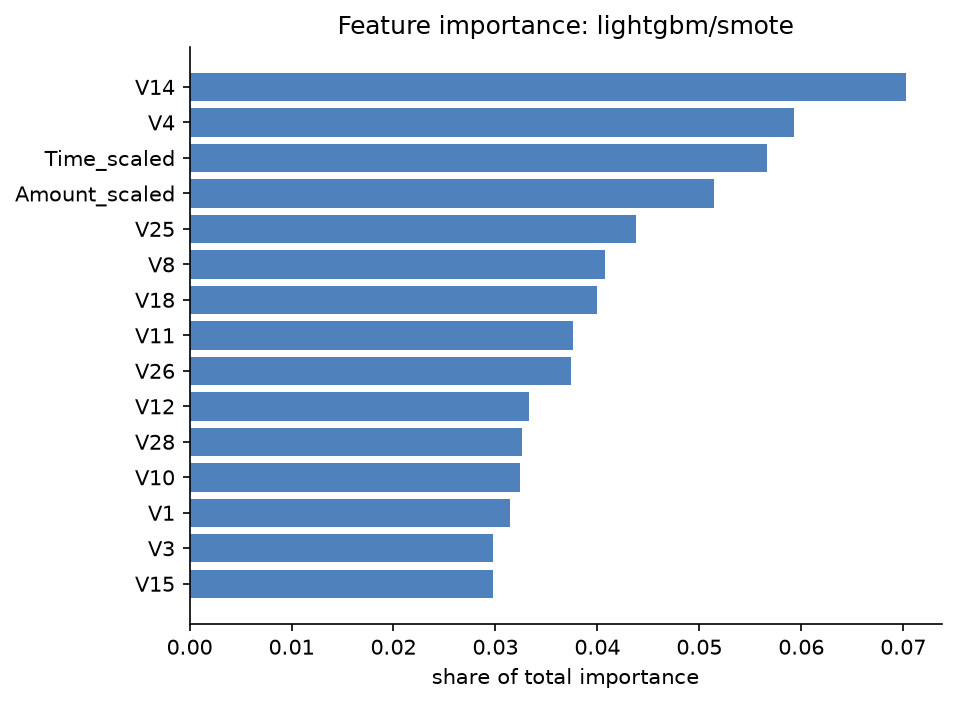 Feature importance: lightgbm/smote
V14
V4
Time_scaled
Amount_scaled
V25
V8
V18
V11
V26
V12
V28
V10
V1
V3
V15
0.00 0.01 0.02 0.03 0.04 0.05 0.06 0.07
share of total importance